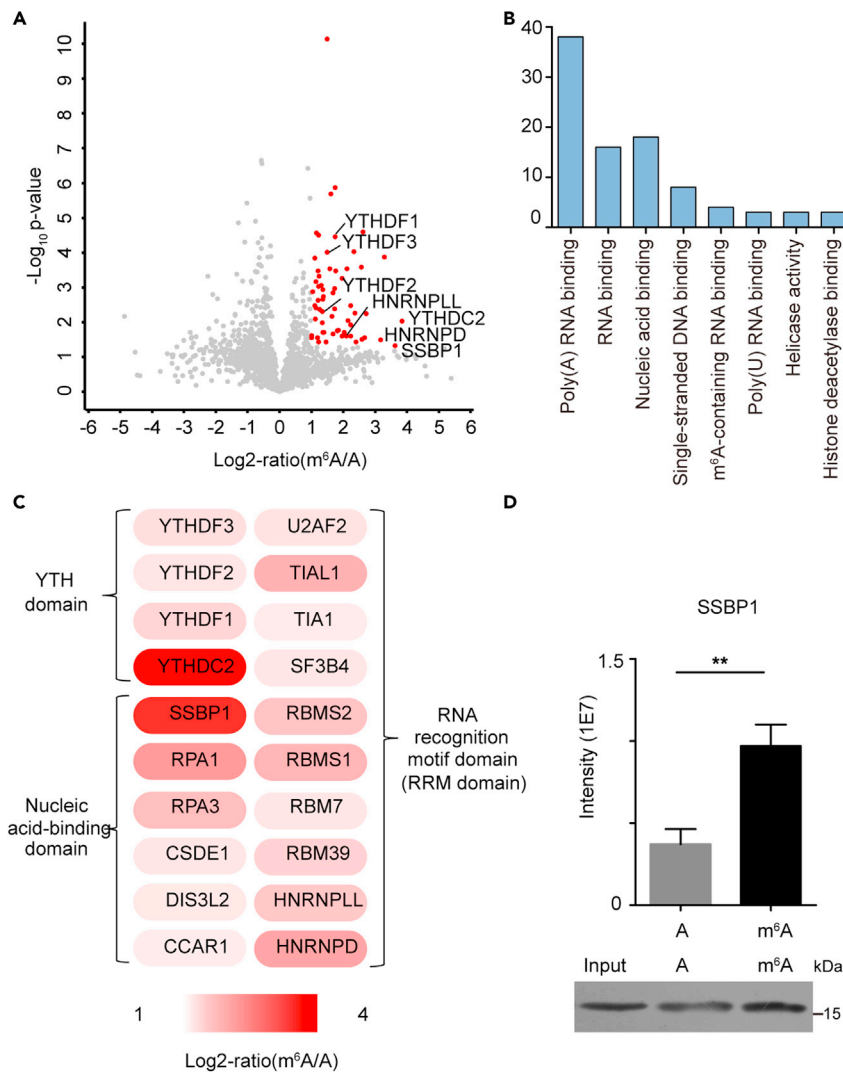 A
10
9
8
7
6
5
4
3
2
1
0
-Log10 p-value
YTHDF1
YTHDF3
YTHDF2
HNRNPLL
YTHDC2
HNRNPD
SSBP1
-6 -5 -4 -3 -2 -1 0 1 2 3 4 5 6
Log2-ratio(m⁶A/A)
B
40
30
20
10
0
Poly(A) RNA binding
RNA binding
Nucleic acid binding
Single-stranded DNA binding
m⁶A-containing RNA binding
Poly(U) RNA binding
Helicase activity
Histone deacetylase binding
C
YTH
domain
Nucleic
acid-binding
domain
YTHDF3 U2AF2
YTHDF2 TIAL1
YTHDF1 TIA1
YTHDC2 SF3B4
SSBP1 RBMS2
RPA1 RBMS1
RPA3 RBM7
CSDE1 RBM39
DIS3L2 HNRNPLL
CCAR1 HNRNPD
RNA
recognition
motif domain
(RRM domain)
1 4
Log2-ratio(m⁶A/A)
D
SSBP1
**
1.5
0
Intensity (1E7)
A m⁶A
Input A m⁶A kDa
15